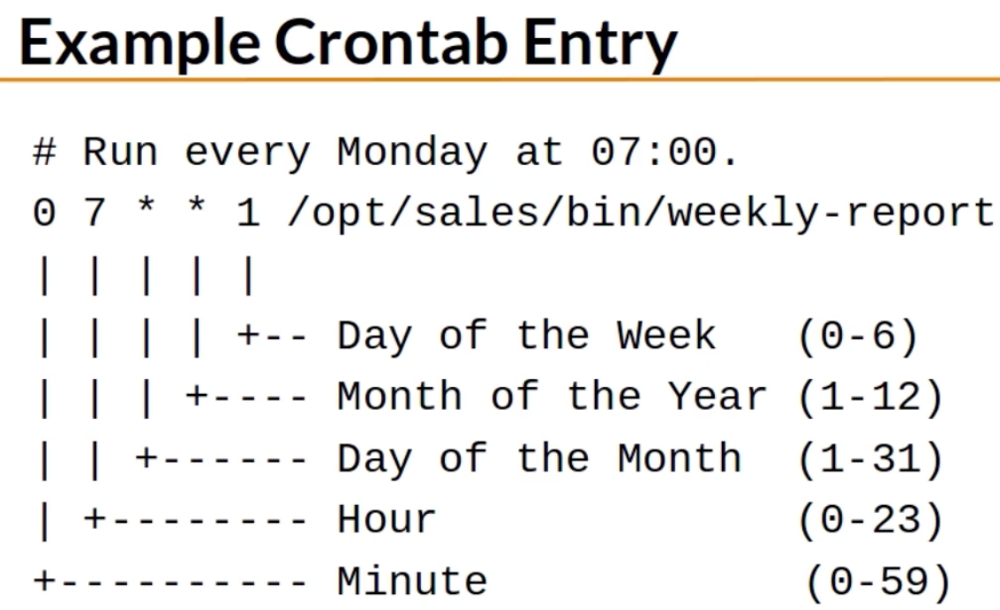 Example Crontab Entry
# Run every Monday at 07:00.
0 7 * * 1 /opt/sales/bin/weekly-report
| | | | |
| | | | +-- Day of the Week   (0-6)
| | | +---- Month of the Year (1-12)
| | +------ Day of the Month  (1-31)
| +-------- Hour              (0-23)
+---------- Minute            (0-59)